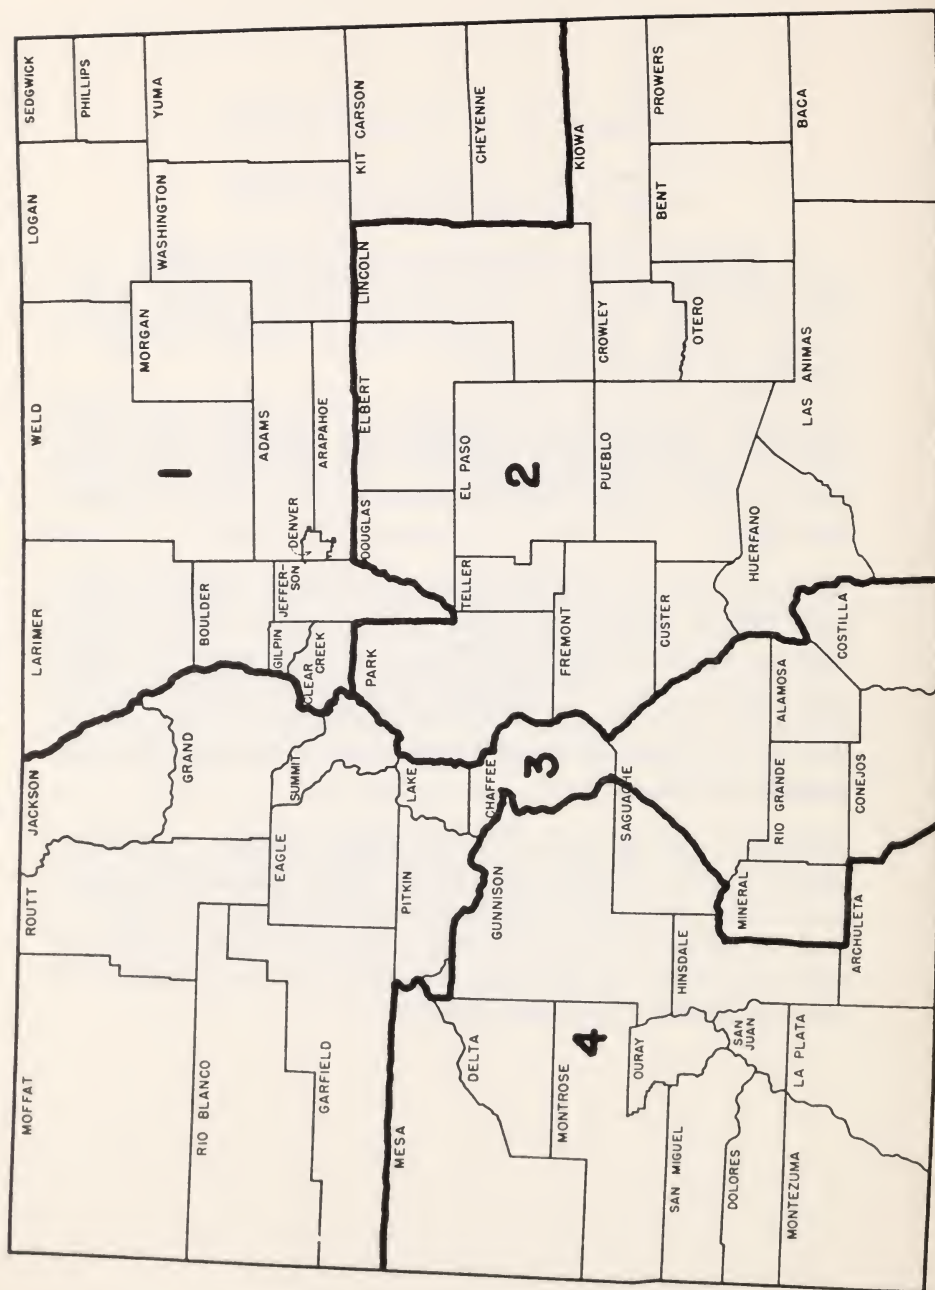 MOFFAT
ROUTT
JACKSON
LARIMER
WELD
LOGAN
SEDGWICK
PHILLIPS
RIO BLANCO
GRAND
BOULDER
MORGAN
WASHINGTON
YUMA
1
GARFIELD
EAGLE
SUMMIT
GILPIN
CLEAR
CREEK
JEFFER-
SON
DENVER
ADAMS
ARAPAHOE
MESA
PITKIN
LAKE
PARK
DOUGLAS
ELBERT
LINCOLN
KIT CARSON
DELTA
GUNNISON
CHAFFEE
TELLER
EL PASO
CHEYENNE
3
2
MONTROSE
4
FREMONT
KIOWA
OURAY
SAGUACHE
CUSTER
PUEBLO
CROWLEY
SAN MIGUEL
HINSDALE
OTERO
BENT
PROWERS
DOLORES
SAN
JUAN
MINERAL
RIO GRANDE
ALAMOSA
HUERFANO
MONTEZUMA
LA PLATA
ARCHULETA
CONEJOS
COSTILLA
LAS ANIMAS
BACA